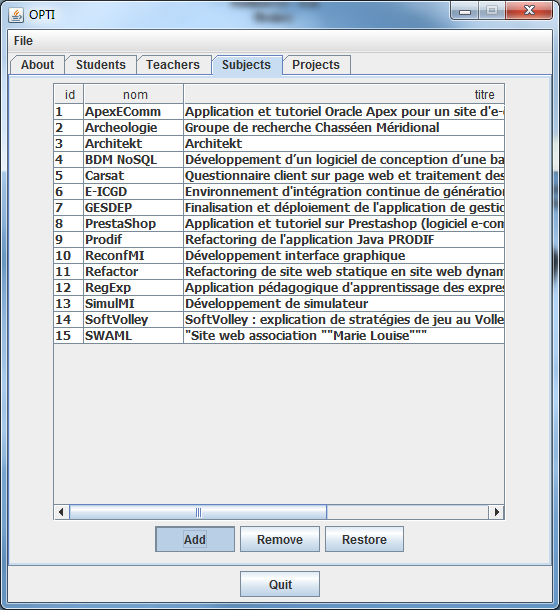 OPTI
File
About Students Teachers Subjects Projects
id nom titre
1 ApexEComm Application et tutoriel Oracle Apex pour un site d'e-
2 Archeologie Groupe de recherche Chasséen Méridional
3 Architekt Architekt
4 BDM NoSQL Développement d’un logiciel de conception d’une ba
5 Carsat Questionnaire client sur page web et traitement des
6 E-ICGD Environnement d'intégration continue de génération
7 GESDEP Finalisation et déploiement de l'application de gestio
8 PrestaShop Application et tutoriel sur Prestashop (logiciel e-com
9 Prodif Refactoring de l'application Java PRODIF
10 ReconfMI Développement interface graphique
11 Refactor Refactoring de site web statique en site web dynam
12 RegExp Application pédagogique d'apprentissage des expres
13 SimulMI Développement de simulateur
14 SoftVolley SoftVolley : explication de stratégies de jeu au Volle
15 SWAML "Site web association ""Marie Louise"""
Add Remove Restore
Quit